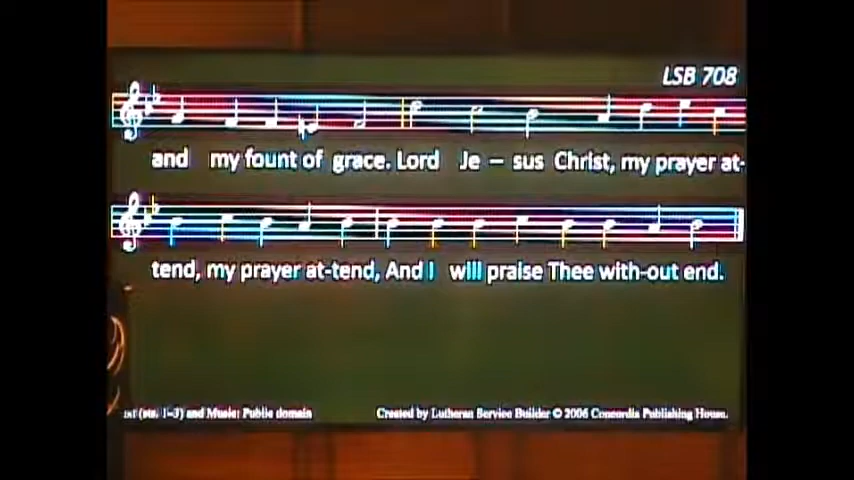 LSB 708
and my fount of grace. Lord Je – sus Christ, my prayer at-
tend, my prayer at-tend, And I will praise Thee with-out end.
(sts. 1–3) and Music: Public domain
Created by Lutheran Service Builder © 2006 Concordia Publishing House.